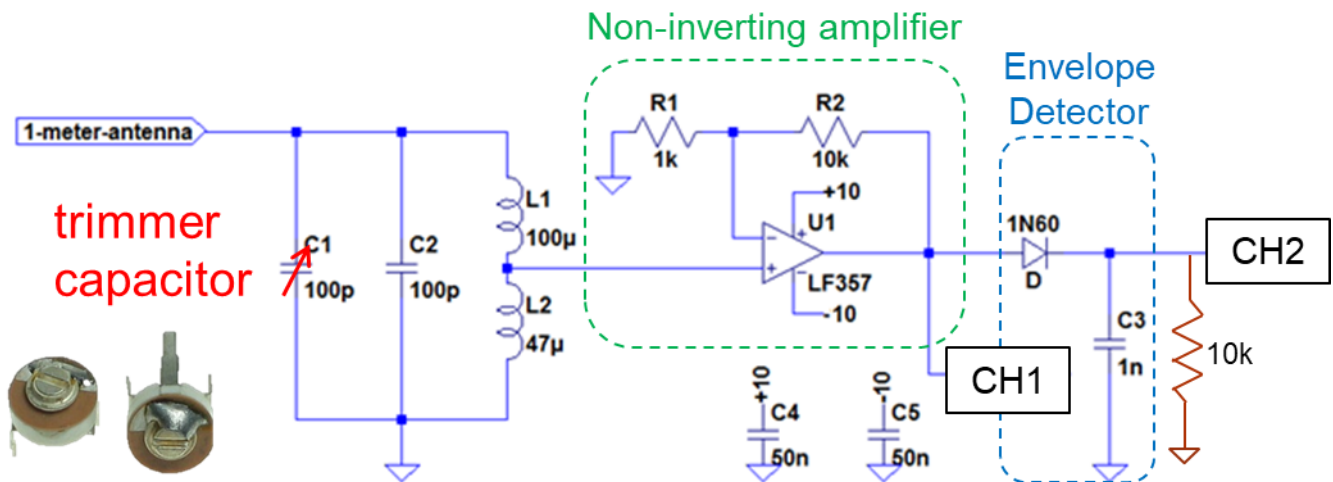 Non-inverting amplifier
Envelope
Detector
1-meter-antenna
trimmer
capacitor
C1
100p
C2
100p
L1
100µ
L2
47µ
R1
1k
R2
10k
+10
U1
LF357
-10
1N60
D
C3
1n
CH2
10k
CH1
+10
C4
50n
-10
C5
50n